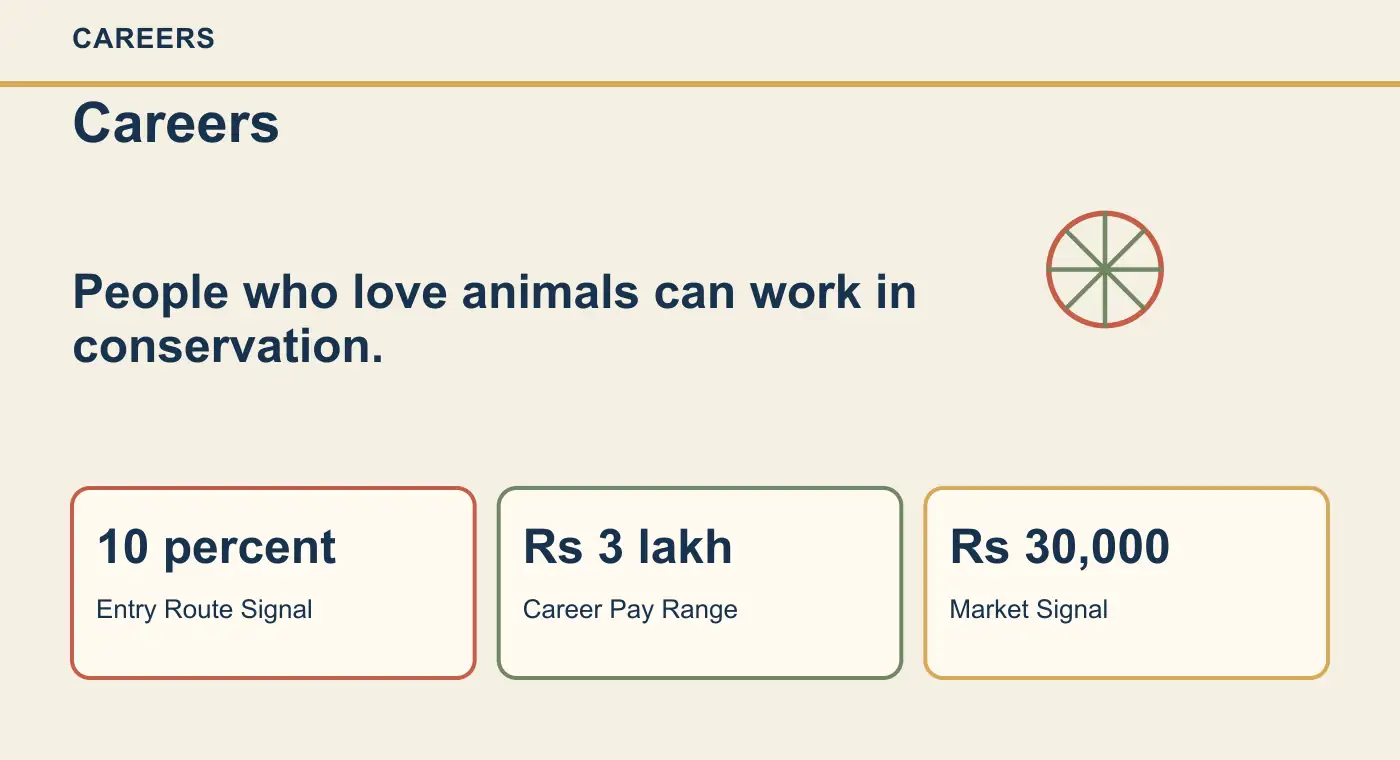 CAREERS
Careers
People who love animals can work in
conservation.
10 percent
Entry Route Signal
Rs 3 lakh
Career Pay Range
Rs 30,000
Market Signal